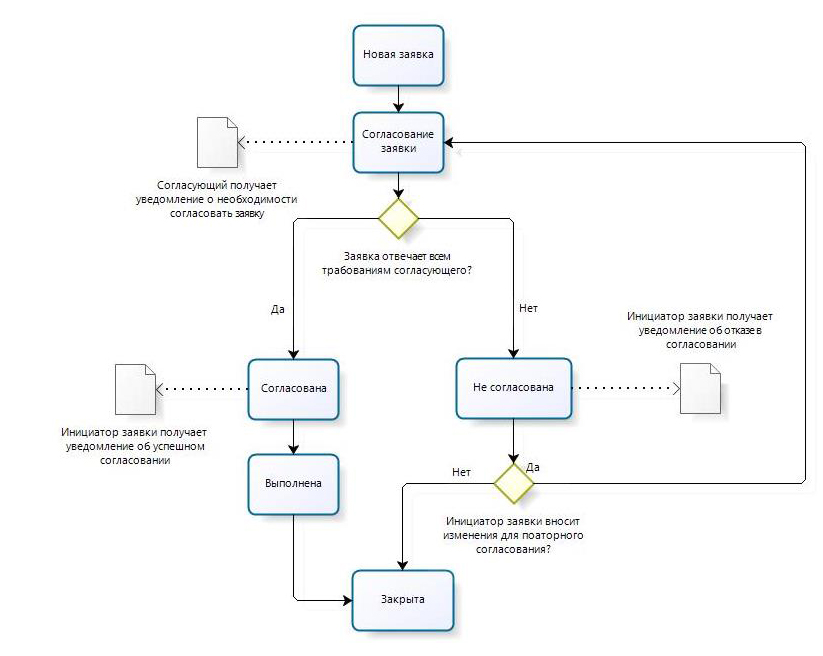 Новая заявка
Согласование
заявки
Согласующий получает
уведомление о необходимости
согласовать заявку
Заявка отвечает всем
трабованиям согласующего?
Да
Нет
Инициатор заявки получает
уведомление об отказе в
согласовании
Согласована
Не согласована
Инициатор заявки получает
уведомление об успешном
согласовании
Нет
Да
Выполнена
Инициатор заявки вносит
изменения для поаторного
согласования?
Закрыта